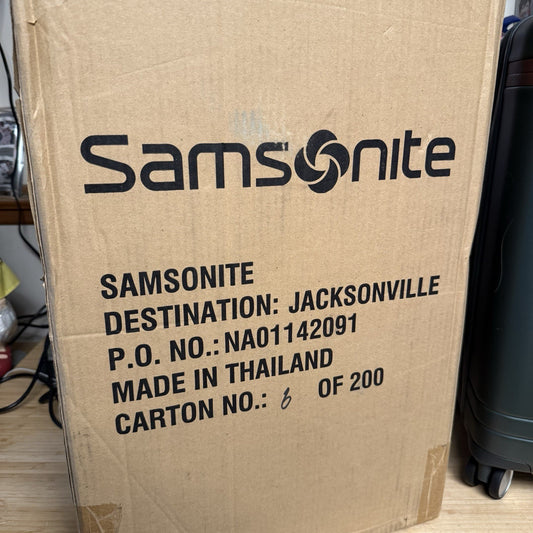 Samsonite
SAMSONITE
DESTINATION: JACKSONVILLE
P.O. NO.: NA01142091
MADE IN THAILAND
CARTON NO.: 6 OF 200